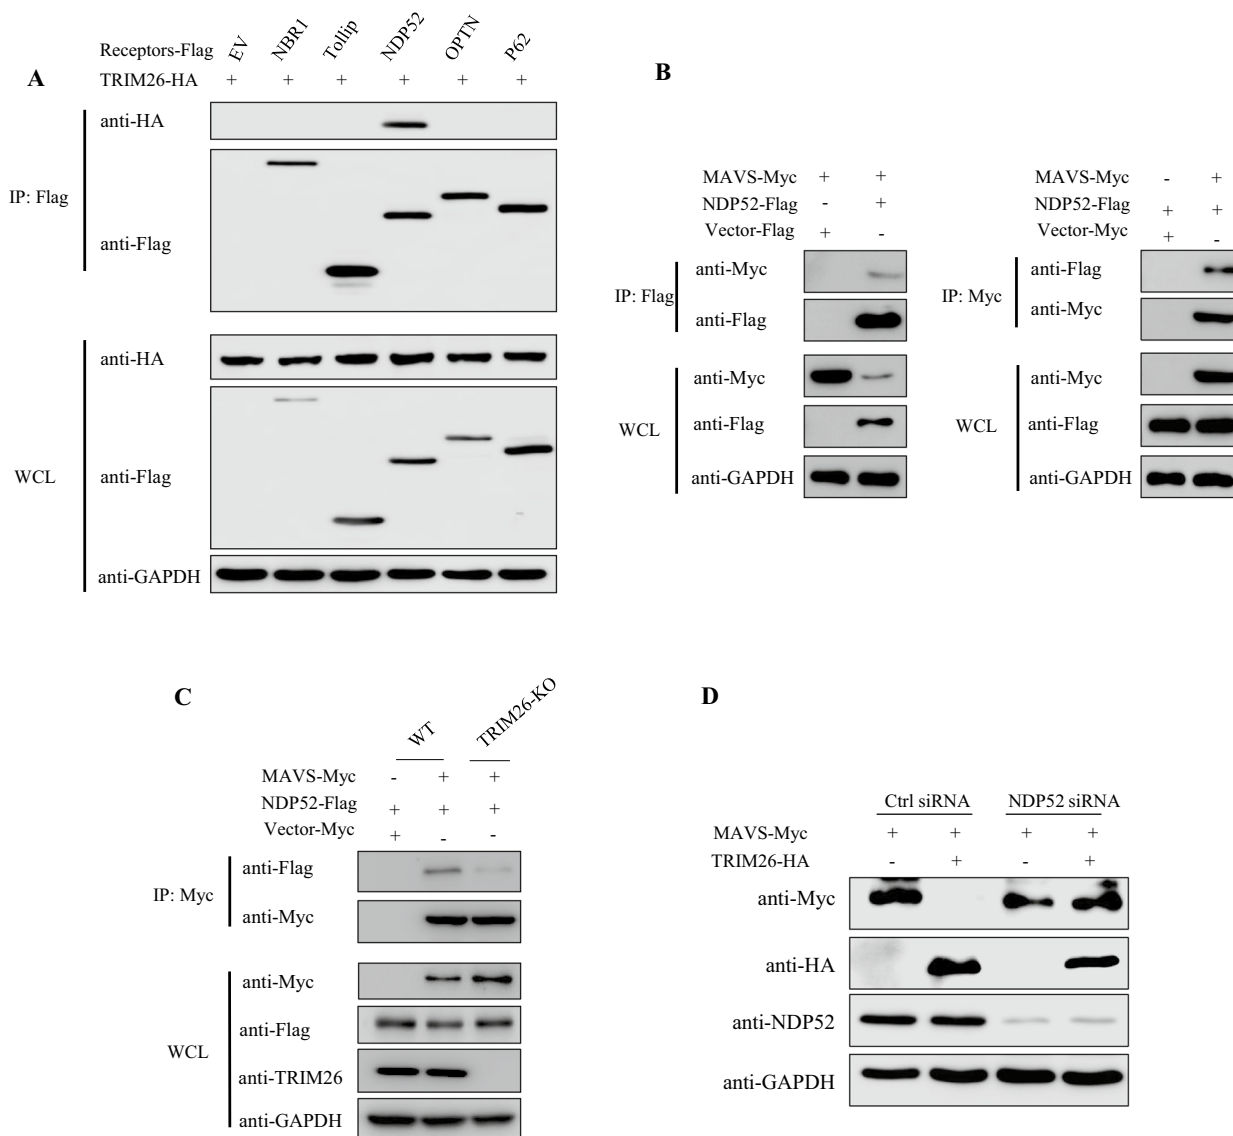 A
Receptors-Flag EV NBR1 Tollip NDP52 OPTN P62
TRIM26-HA + + + + + +
IP: Flag
anti-HA
anti-Flag
WCL
anti-HA
anti-Flag
anti-GAPDH
B
MAVS-Myc + +
NDP52-Flag - +
Vector-Flag + -
IP: Flag
anti-Myc
anti-Flag
WCL
anti-Myc
anti-Flag
anti-GAPDH
MAVS-Myc - +
NDP52-Flag + +
Vector-Myc + -
IP: Myc
anti-Flag
anti-Myc
WCL
anti-Myc
anti-Flag
anti-GAPDH
C
WT TRIM26-KO
MAVS-Myc - + +
NDP52-Flag + + +
Vector-Myc + - -
IP: Myc
anti-Flag
anti-Myc
WCL
anti-Myc
anti-Flag
anti-TRIM26
anti-GAPDH
D
Ctrl siRNA NDP52 siRNA
MAVS-Myc + + + +
TRIM26-HA - + - +
anti-Myc
anti-HA
anti-NDP52
anti-GAPDH